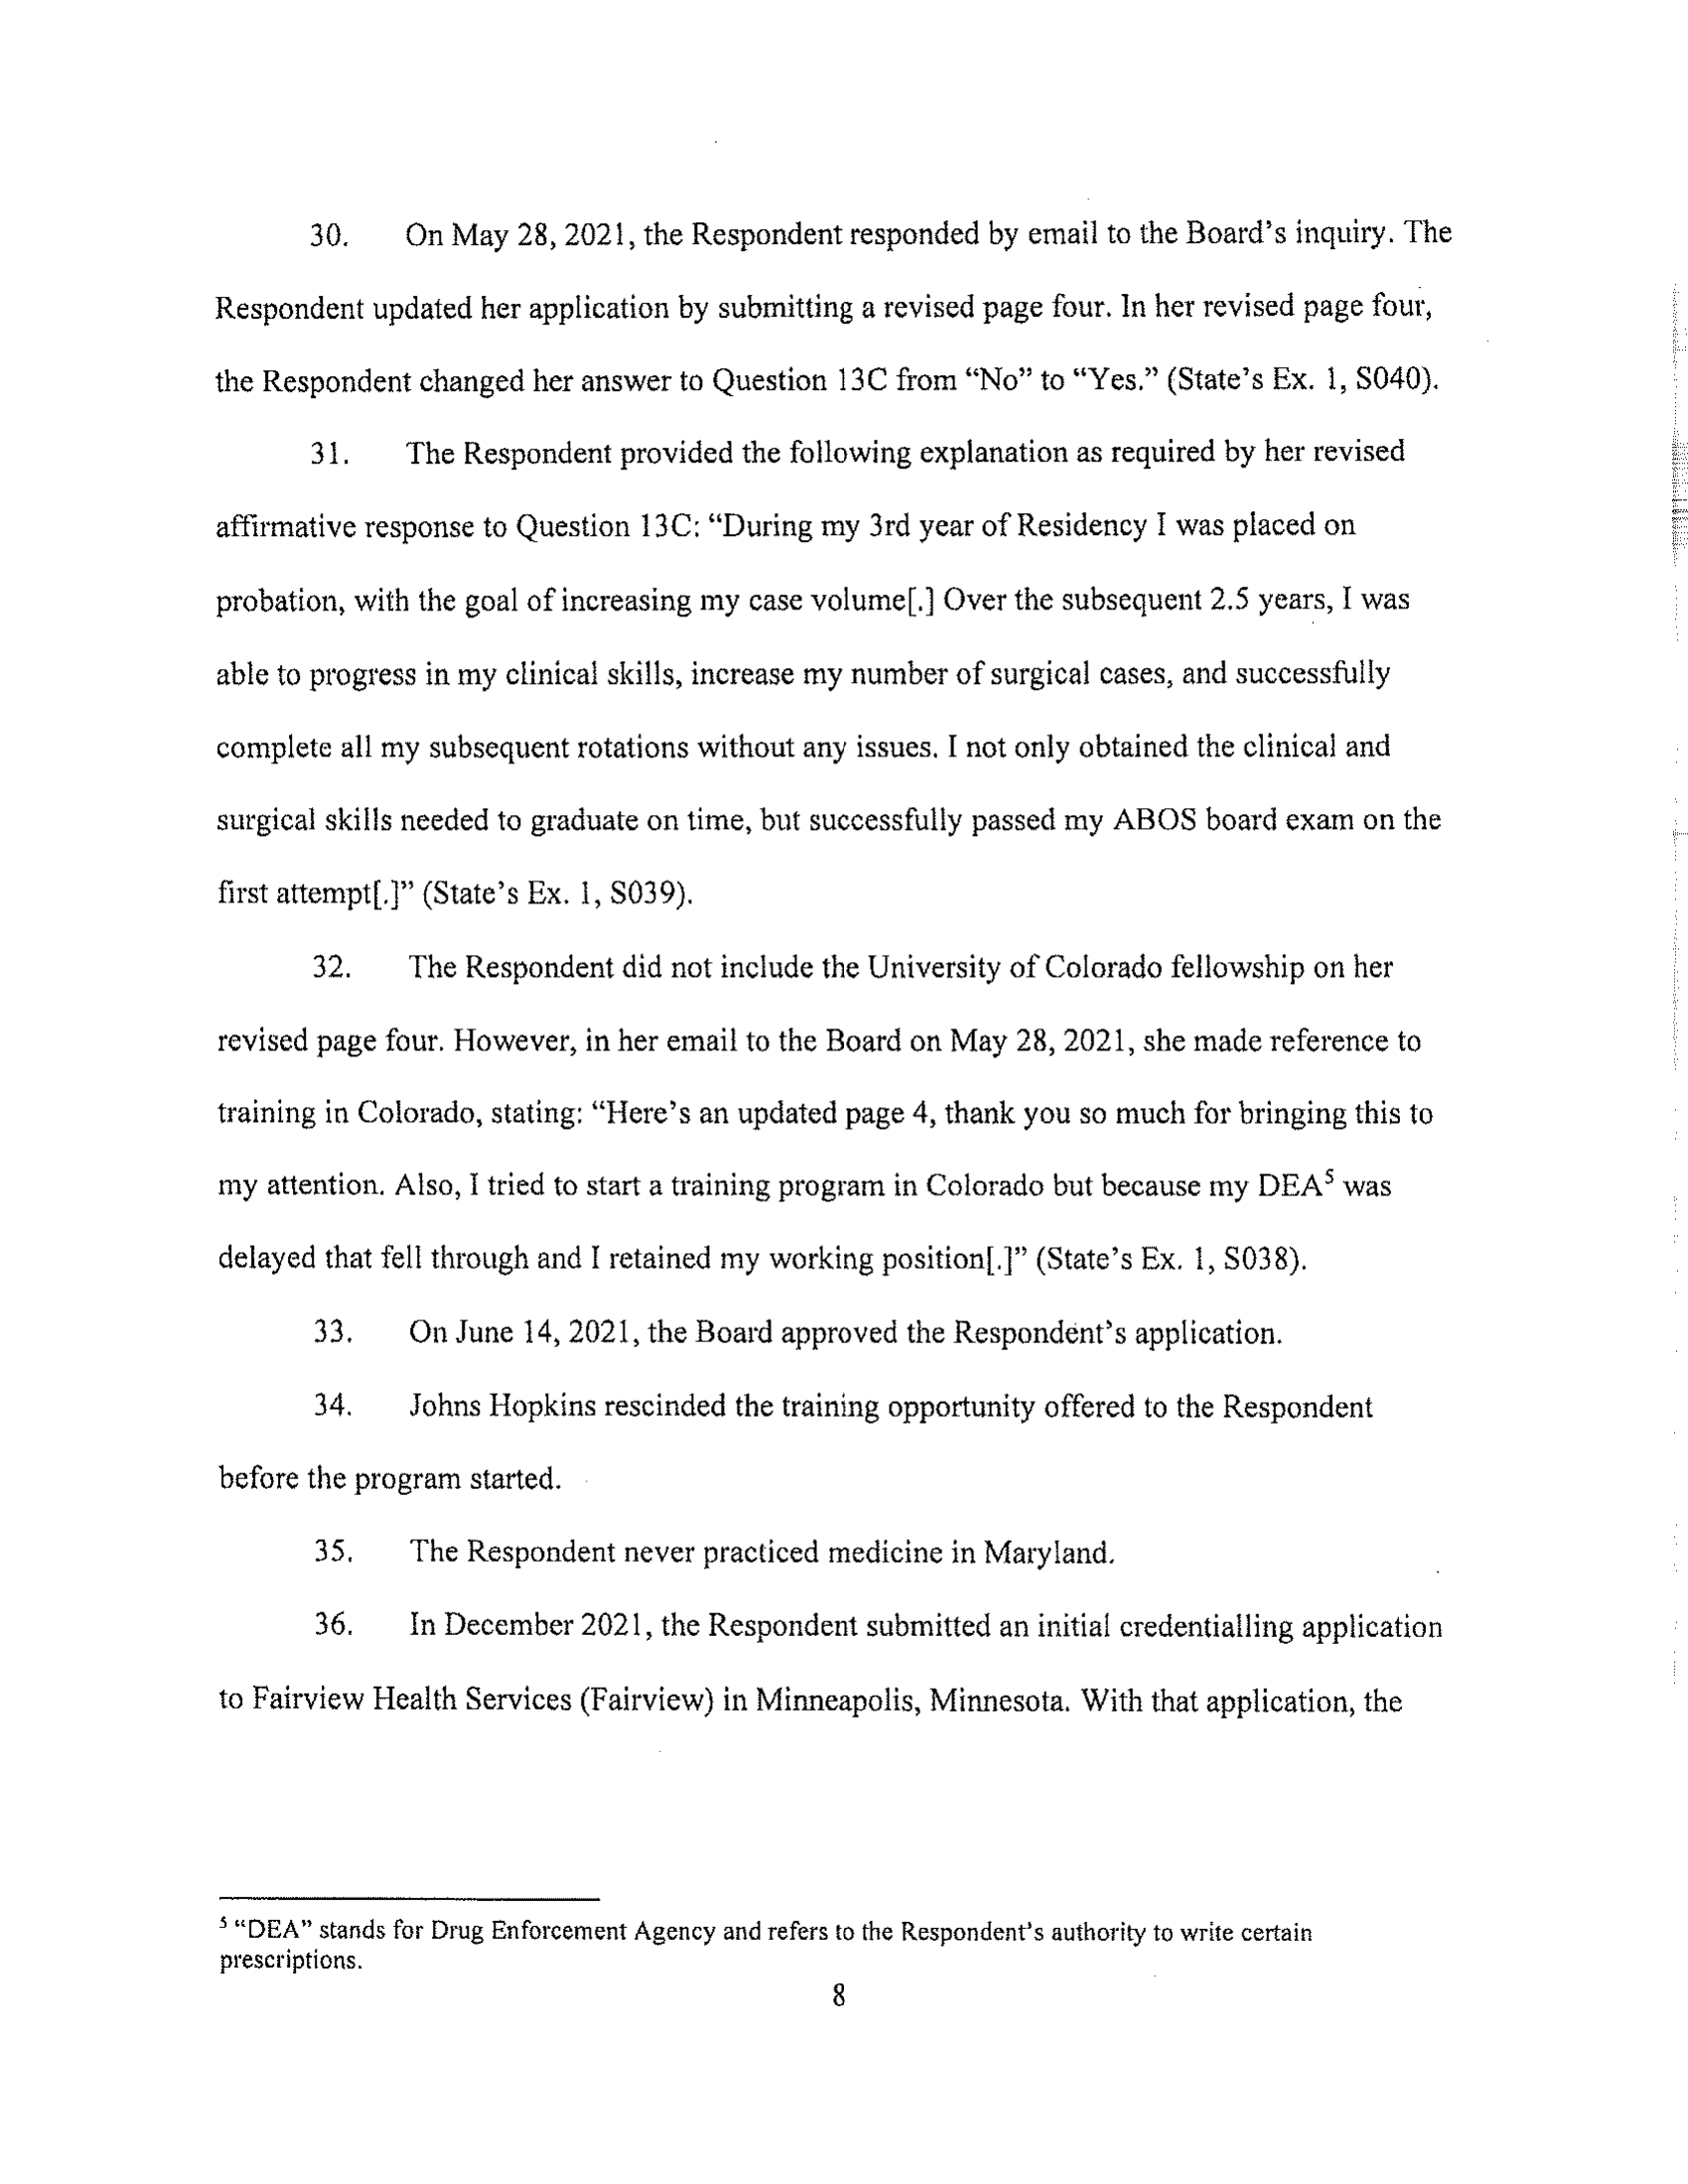 30. On May 28, 2021, the Respondent responded by email to the Board's inquiry. The
Respondent updated her application by submitting a revised page four. In her revised page four,
the Respondent changed her answer to Question 13C from “No” to “Yes.” (State's Ex. 1, S040).
31. The Respondent provided the following explanation as required by her revised
affirmative response to Question 13C: “During my 3rd year of Residency I was placed on
probation, with the goal of increasing my case volume[.] Over the subsequent 2.5 years, I was
able to progress in my clinical skills, increase my number of surgical cases, and successfully
complete all my subsequent rotations without any issues. I not only obtained the clinical and
surgical skills needed to graduate on time, but successfully passed my ABOS board exam on the
first attempt[.]” (State's Ex. 1, S039).
32. The Respondent did not include the University of Colorado fellowship on her
revised page four. However, in her email to the Board on May 28, 2021, she made reference to
training in Colorado, stating: “Here's an updated page 4, thank you so much for bringing this to
my attention. Also, I tried to start a training program in Colorado but because my DEA⁵ was
delayed that fell through and I retained my working position[.]” (State's Ex. 1, S038).
33. On June 14, 2021, the Board approved the Respondent's application.
34. Johns Hopkins rescinded the training opportunity offered to the Respondent
before the program started.
35. The Respondent never practiced medicine in Maryland.
36. In December 2021, the Respondent submitted an initial credentialling application
to Fairview Health Services (Fairview) in Minneapolis, Minnesota. With that application, the
⁵ “DEA” stands for Drug Enforcement Agency and refers to the Respondent's authority to write certain
prescriptions.
8